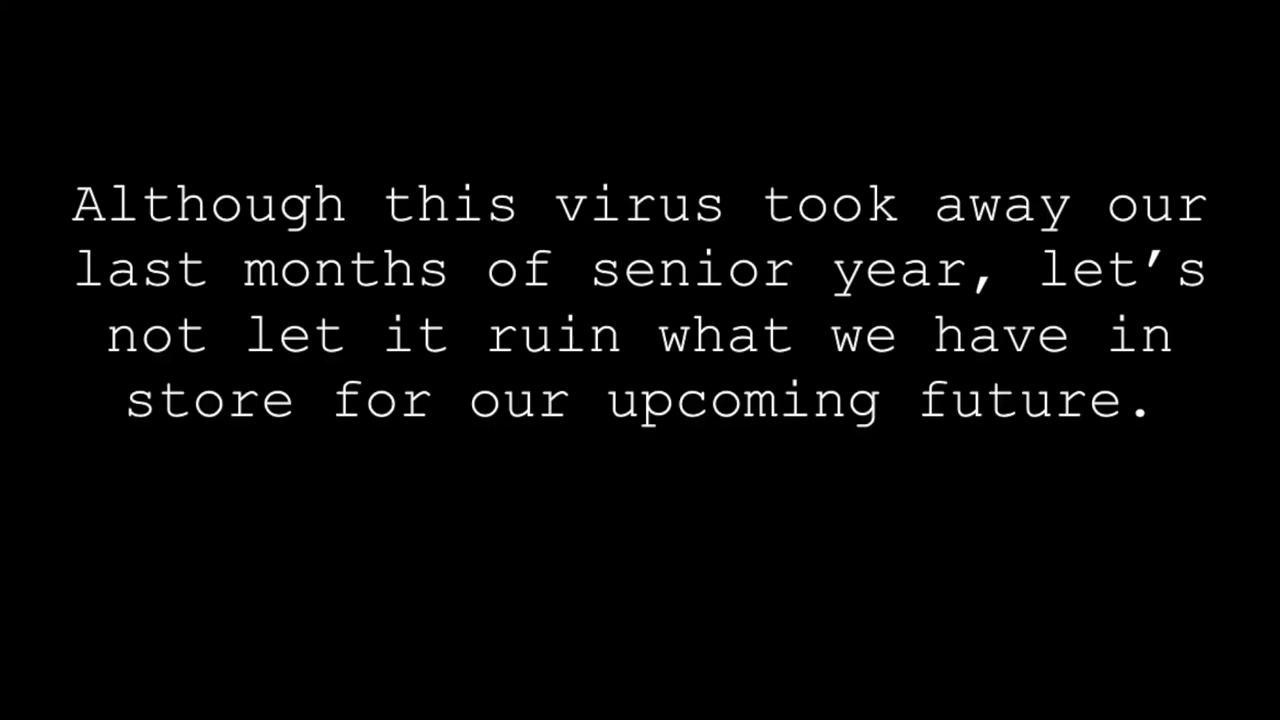 Although this virus took away our
last months of senior year, let’s
not let it ruin what we have in
store for our upcoming future.